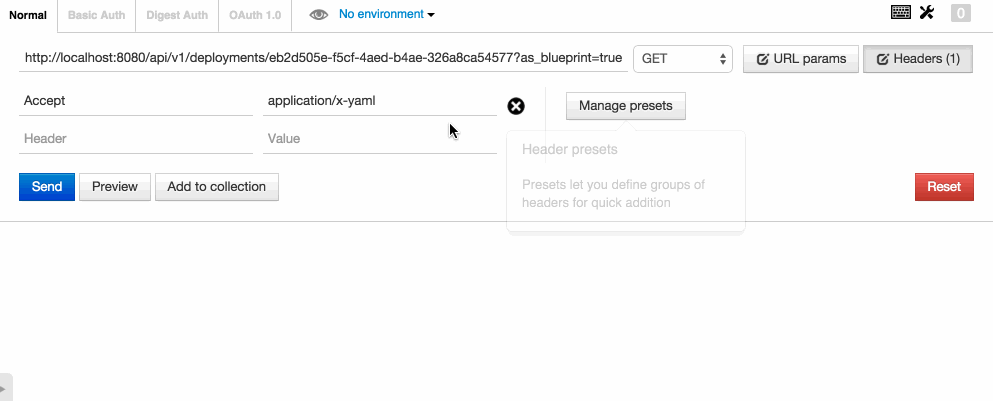 Normal Basic Auth Digest Auth OAuth 1.0 No environment 0
http://localhost:8080/api/v1/deployments/eb2d505e-f5cf-4aed-b4ae-326a8ca54577?as_blueprint=true GET URL params Headers (1)
Accept application/x-yaml Manage presets
Header Value
Header presets
Presets let you define groups of
headers for quick addition
Send Preview Add to collection Reset